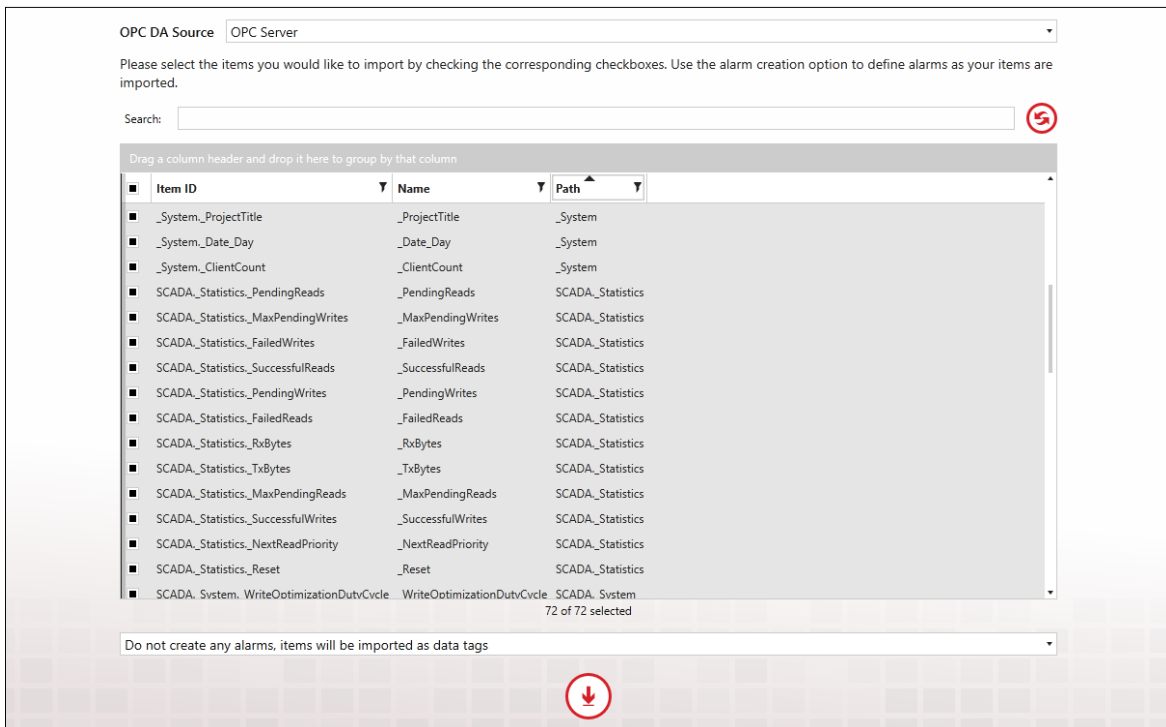 OPC DA Source OPC Server
Please select the items you would like to import by checking the corresponding checkboxes. Use the alarm creation option to define alarms as your items are
imported.
Search:
Drag a column header and drop it here to group by that column
Item ID Name Path
_System._ProjectTitle _ProjectTitle _System
_System._Date_Day _Date_Day _System
_System._ClientCount _ClientCount _System
SCADA._Statistics._PendingReads _PendingReads SCADA._Statistics
SCADA._Statistics._MaxPendingWrites _MaxPendingWrites SCADA._Statistics
SCADA._Statistics._FailedWrites _FailedWrites SCADA._Statistics
SCADA._Statistics._SuccessfulReads _SuccessfulReads SCADA._Statistics
SCADA._Statistics._PendingWrites _PendingWrites SCADA._Statistics
SCADA._Statistics._FailedReads _FailedReads SCADA._Statistics
SCADA._Statistics._RxBytes _RxBytes SCADA._Statistics
SCADA._Statistics._TxBytes _TxBytes SCADA._Statistics
SCADA._Statistics._MaxPendingReads _MaxPendingReads SCADA._Statistics
SCADA._Statistics._SuccessfulWrites _SuccessfulWrites SCADA._Statistics
SCADA._Statistics._NextReadPriority _NextReadPriority SCADA._Statistics
SCADA._Statistics._Reset _Reset SCADA._Statistics
SCADA._System._WriteOptimizationDutyCycle _WriteOptimizationDutyCycle SCADA._System
72 of 72 selected
Do not create any alarms, items will be imported as data tags